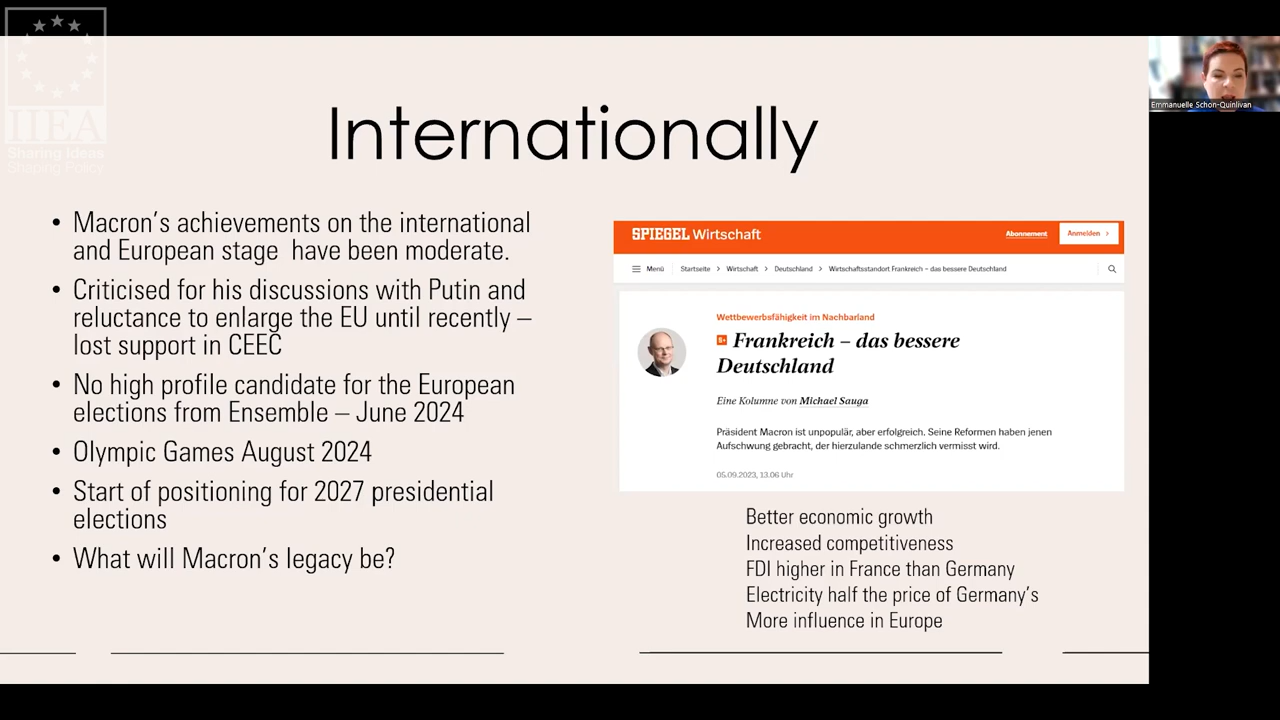 IIEA
Sharing Ideas
Shaping Policy
Emmanuelle Schon-Quinlivan
Internationally
• Macron's achievements on the international
and European stage have been moderate.
• Criticised for his discussions with Putin and
reluctance to enlarge the EU until recently –
lost support in CEEC
• No high profile candidate for the European
elections from Ensemble – June 2024
• Olympic Games August 2024
• Start of positioning for 2027 presidential
elections
• What will Macron's legacy be?
SPIEGEL Wirtschaft
Abonnement
Anmelden >
Menü Startseite > Wirtschaft > Deutschland > Wirtschaftsstandort Frankreich – das bessere Deutschland
Wettbewerbsfähigkeit im Nachbarland
S+ Frankreich – das bessere
Deutschland
Eine Kolumne von Michael Sauga
Präsident Macron ist unpopulär, aber erfolgreich. Seine Reformen haben jenen
Aufschwung gebracht, der hierzulande schmerzlich vermisst wird.
05.09.2023, 13.06 Uhr
Better economic growth
Increased competitiveness
FDI higher in France than Germany
Electricity half the price of Germany's
More influence in Europe